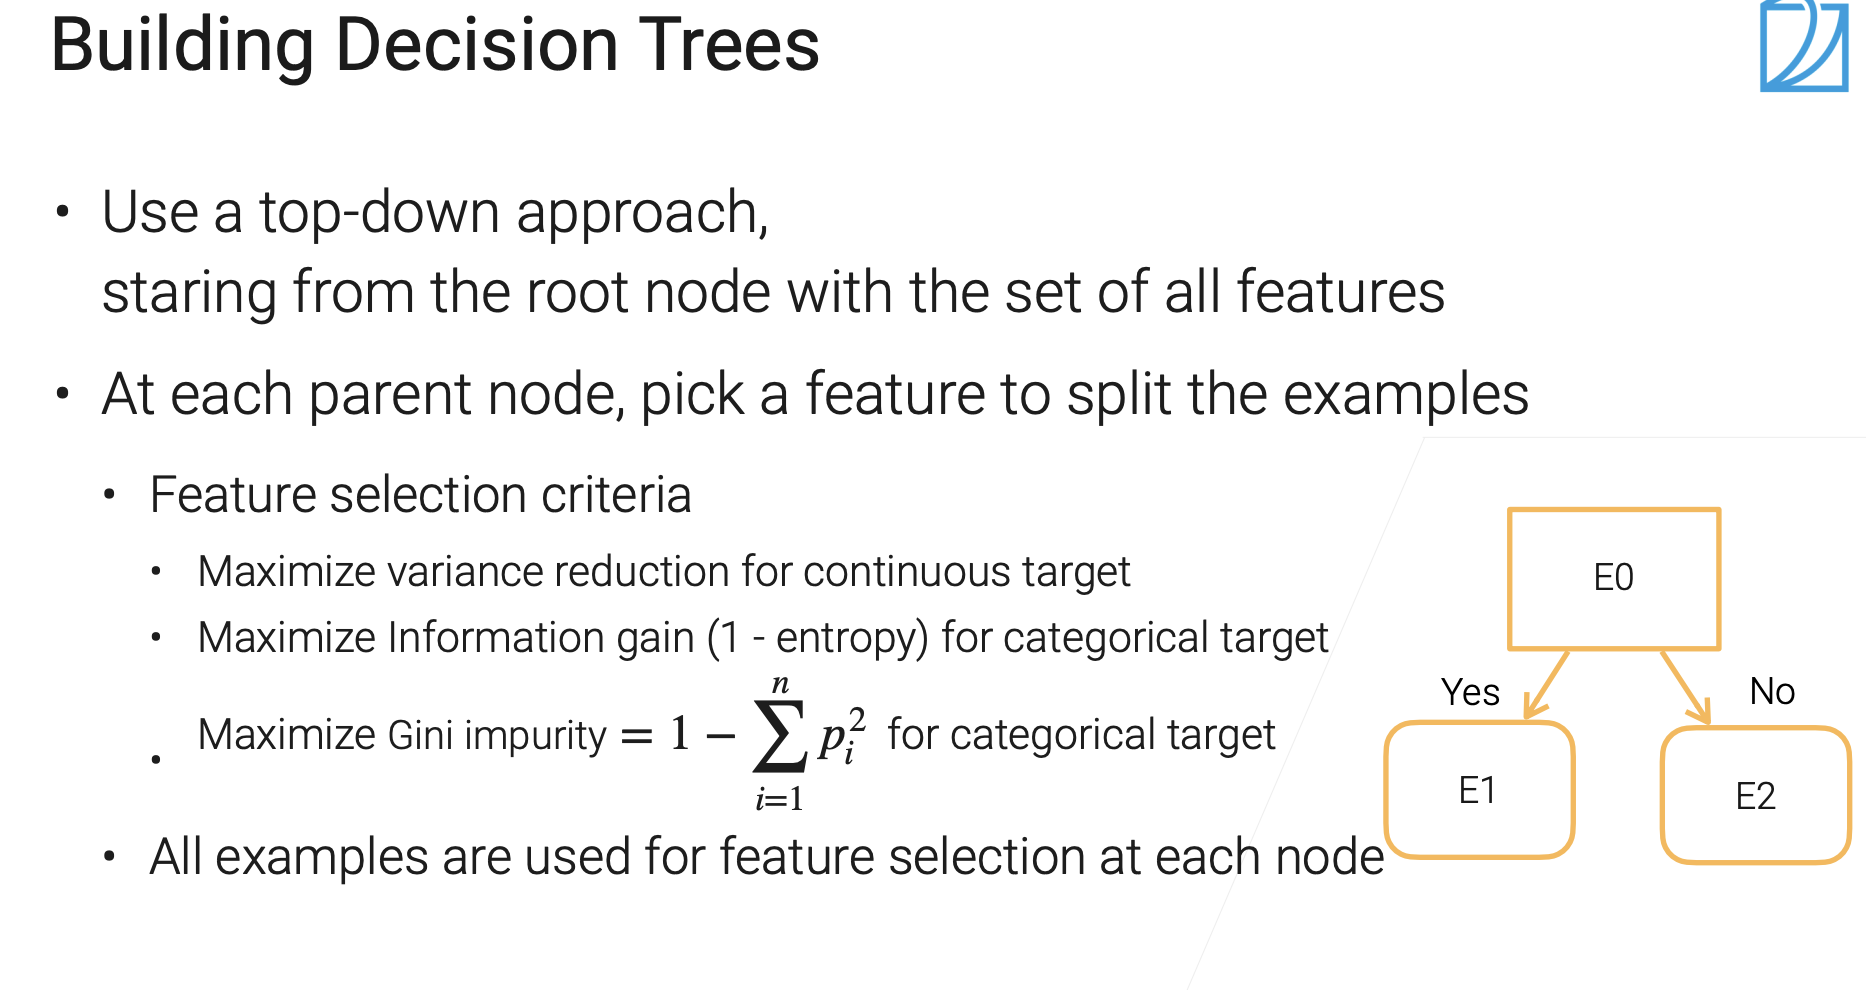 Building Decision Trees
• Use a top-down approach,
staring from the root node with the set of all features
• At each parent node, pick a feature to split the examples
• Feature selection criteria
• Maximize variance reduction for continuous target
• Maximize Information gain (1 - entropy) for categorical target
• Maximize Gini impurity = 1 − ∑_{i=1}^{n} p_i^2 for categorical target
• All examples are used for feature selection at each node
E0
Yes
No
E1
E2